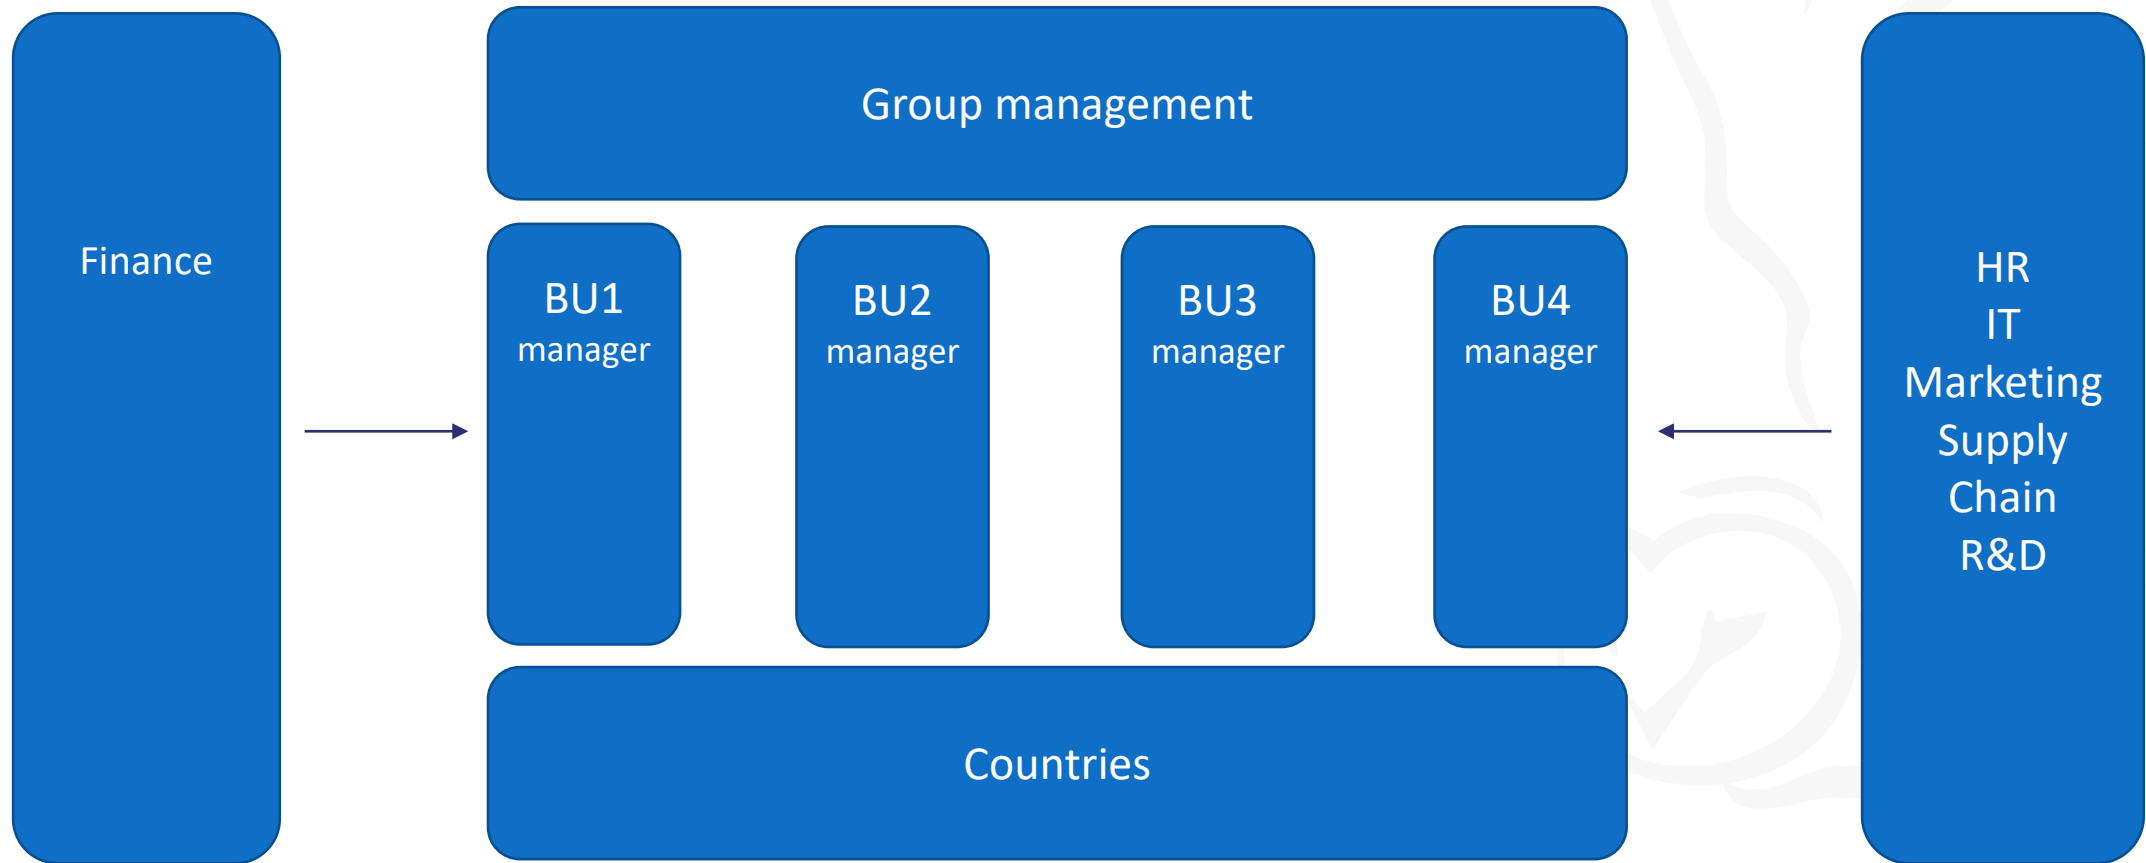 Finance
Group management
BU1
manager
BU2
manager
BU3
manager
BU4
manager
Countries
HR
IT
Marketing
Supply
Chain
R&D